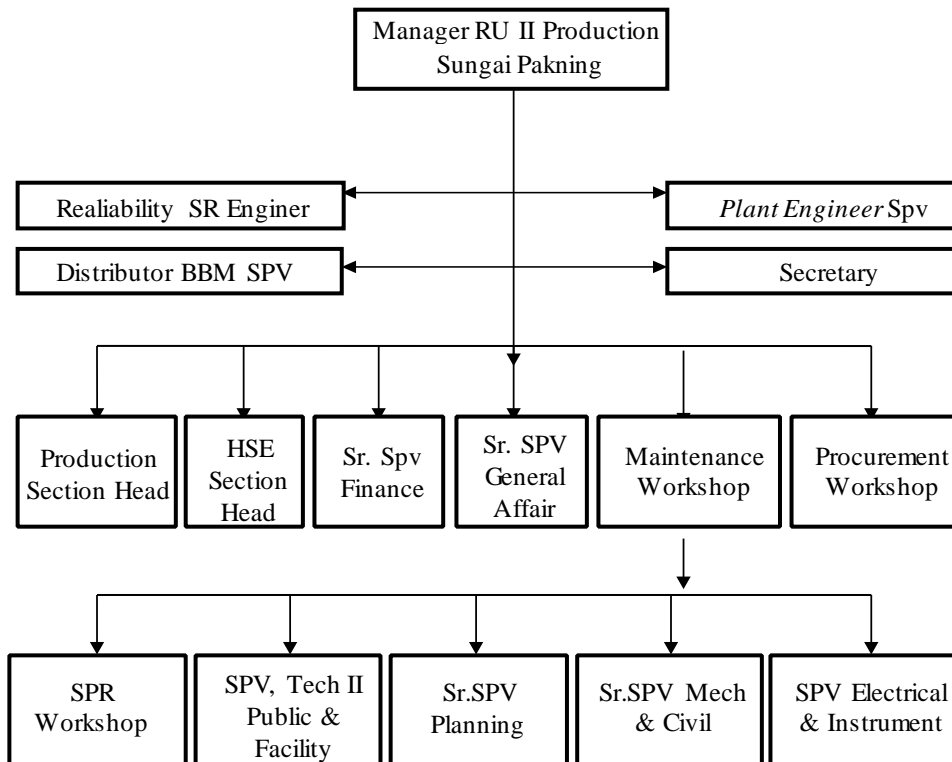 Manager RU II Production
Sungai Pakning
Realiability SR Enginer
Plant Engineer Spv
Distributor BBM SPV
Secretary
Production
Section Head
HSE
Section
Head
Sr. Spv
Finance
Sr. SPV
General
Affair
Maintenance
Workshop
Procurement
Workshop
SPR
Workshop
SPV, Tech II
Public &
Facility
Sr.SPV
Planning
Sr.SPV Mech
& Civil
SPV Electrical
& Instrument